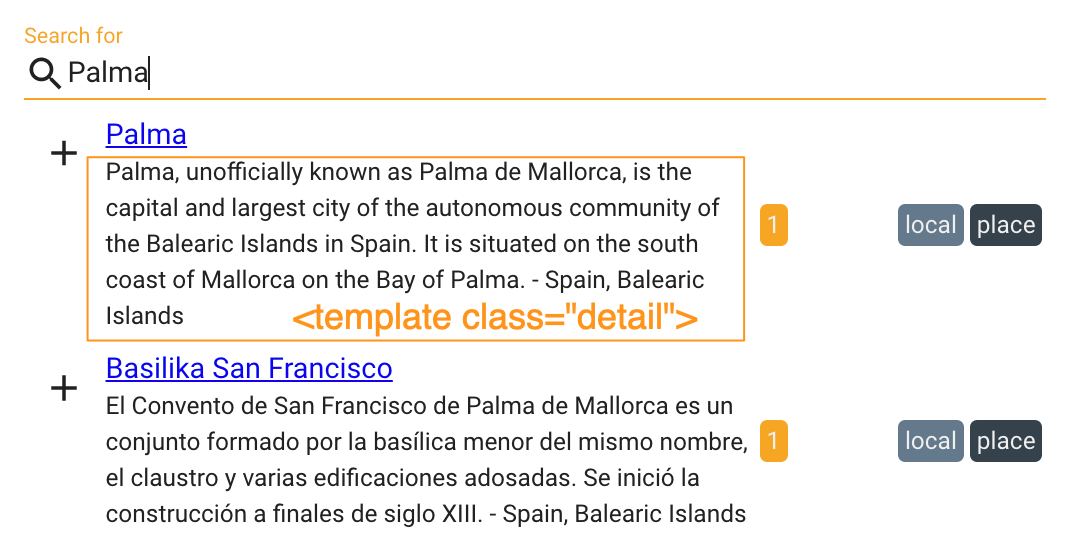 Search for
Palma
Palma
Palma, unofficially known as Palma de Mallorca, is the
capital and largest city of the autonomous community of
the Balearic Islands in Spain. It is situated on the south
coast of Mallorca on the Bay of Palma. - Spain, Balearic
Islands
<template class="detail">
1
local place
Basilika San Francisco
El Convento de San Francisco de Palma de Mallorca es un
conjunto formado por la basílica menor del mismo nombre,
el claustro y varias edificaciones adosadas. Se inició la
construcción a finales de siglo XIII. - Spain, Balearic Islands
1
local place